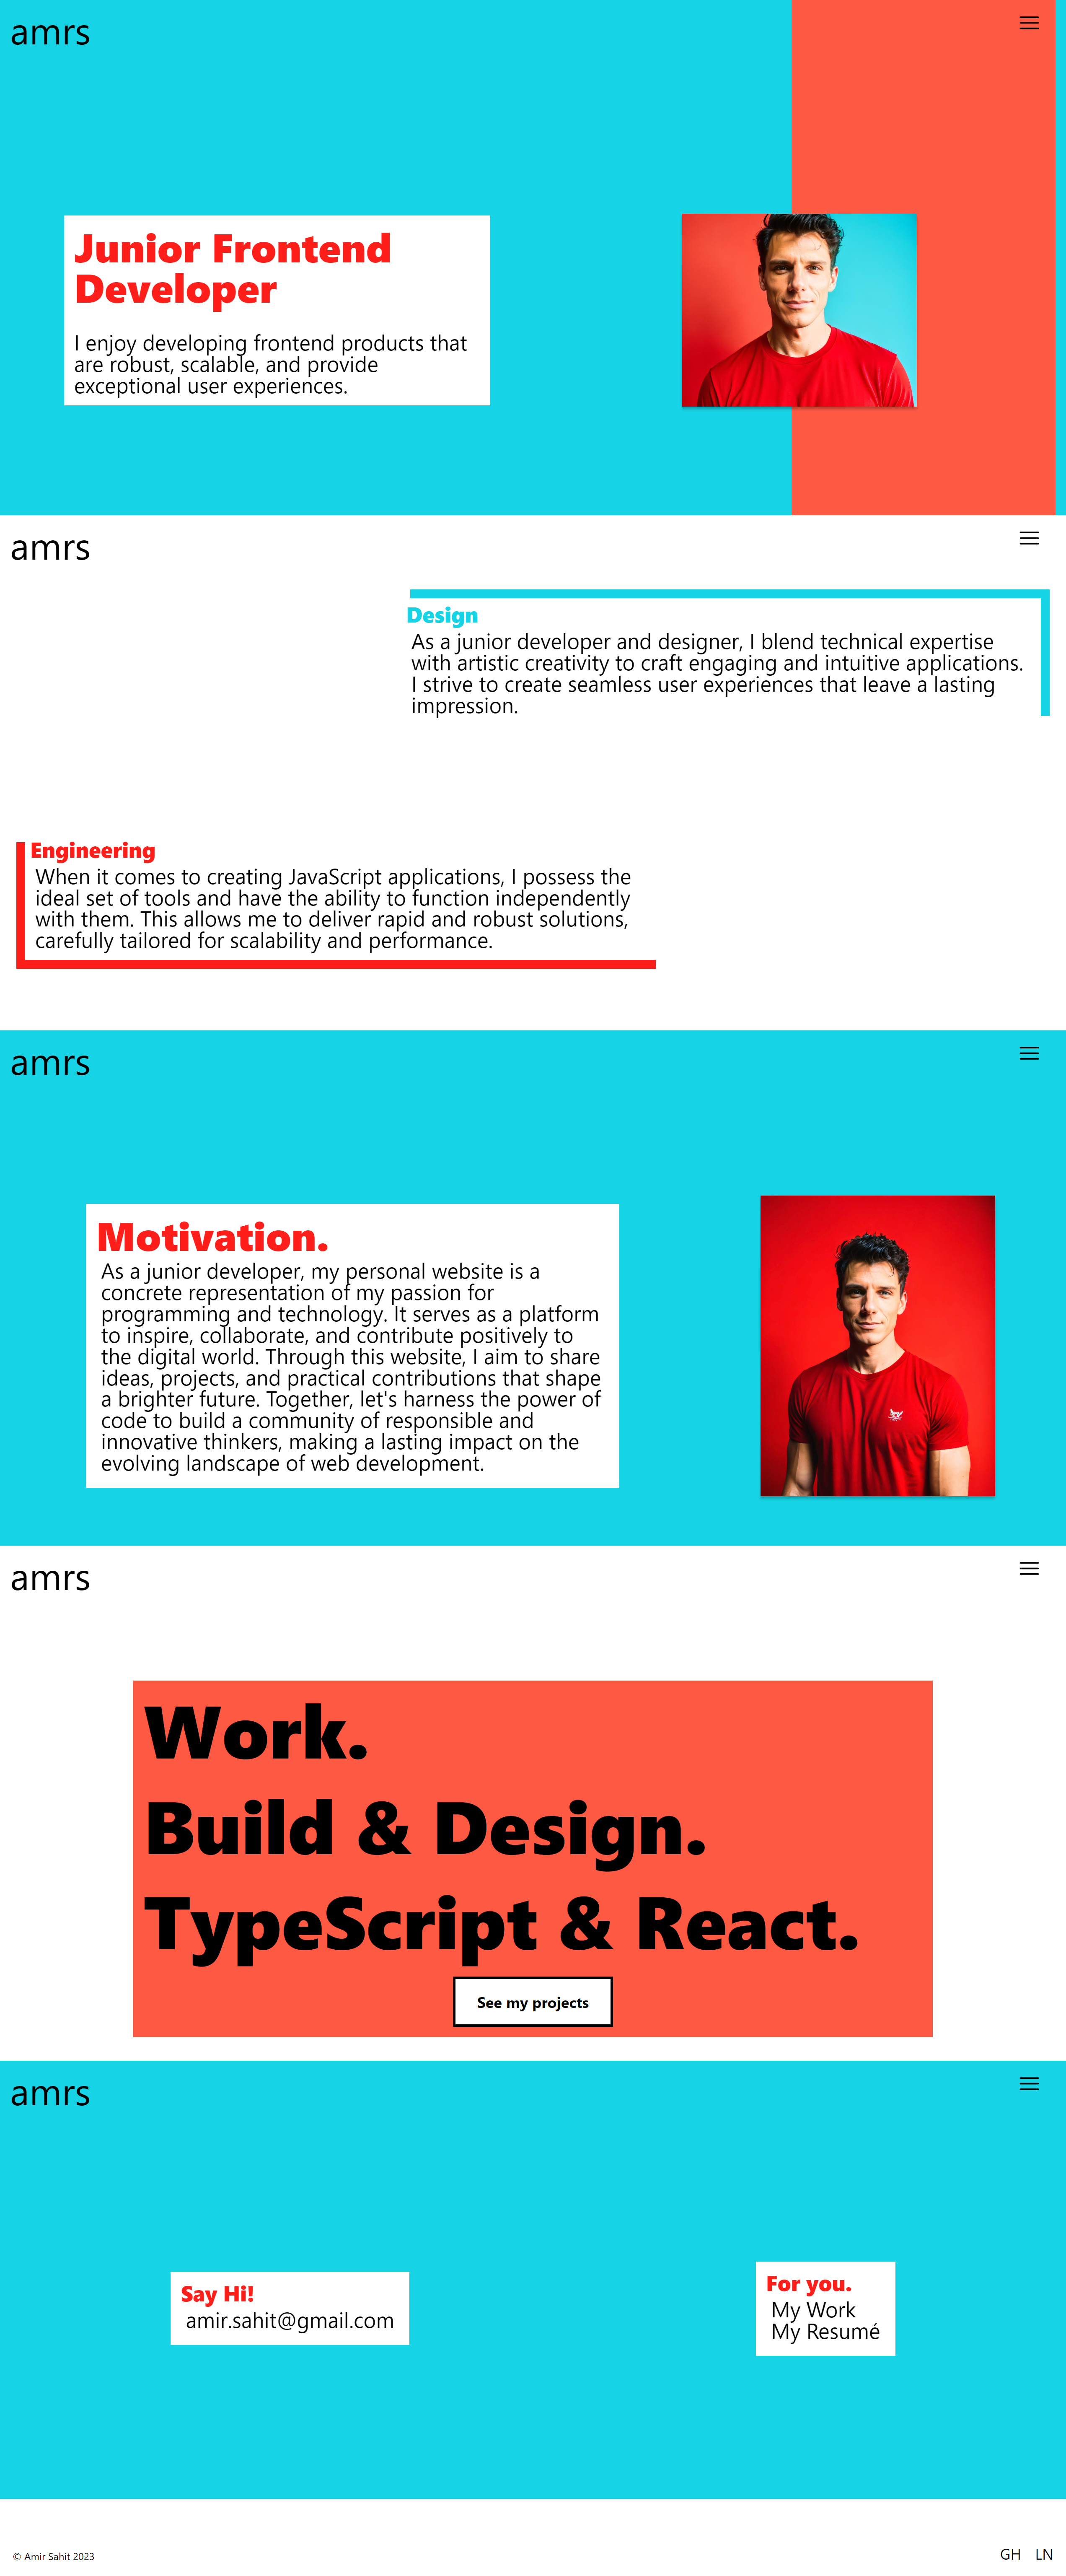 amrs
Junior Frontend
Developer
I enjoy developing frontend products that
are robust, scalable, and provide
exceptional user experiences.
amrs
Design
As a junior developer and designer, I blend technical expertise
with artistic creativity to craft engaging and intuitive applications.
I strive to create seamless user experiences that leave a lasting
impression.
Engineering
When it comes to creating JavaScript applications, I possess the
ideal set of tools and have the ability to function independently
with them. This allows me to deliver rapid and robust solutions,
carefully tailored for scalability and performance.
amrs
Motivation.
As a junior developer, my personal website is a
concrete representation of my passion for
programming and technology. It serves as a platform
to inspire, collaborate, and contribute positively to
the digital world. Through this website, I aim to share
ideas, projects, and practical contributions that shape
a brighter future. Together, let's harness the power of
code to build a community of responsible and
innovative thinkers, making a lasting impact on the
evolving landscape of web development.
amrs
Work.
Build & Design.
TypeScript & React.
See my projects
amrs
Say Hi!
amir.sahit@gmail.com
For you.
My Work
My Resumé
© Amir Sahit 2023
GH LN